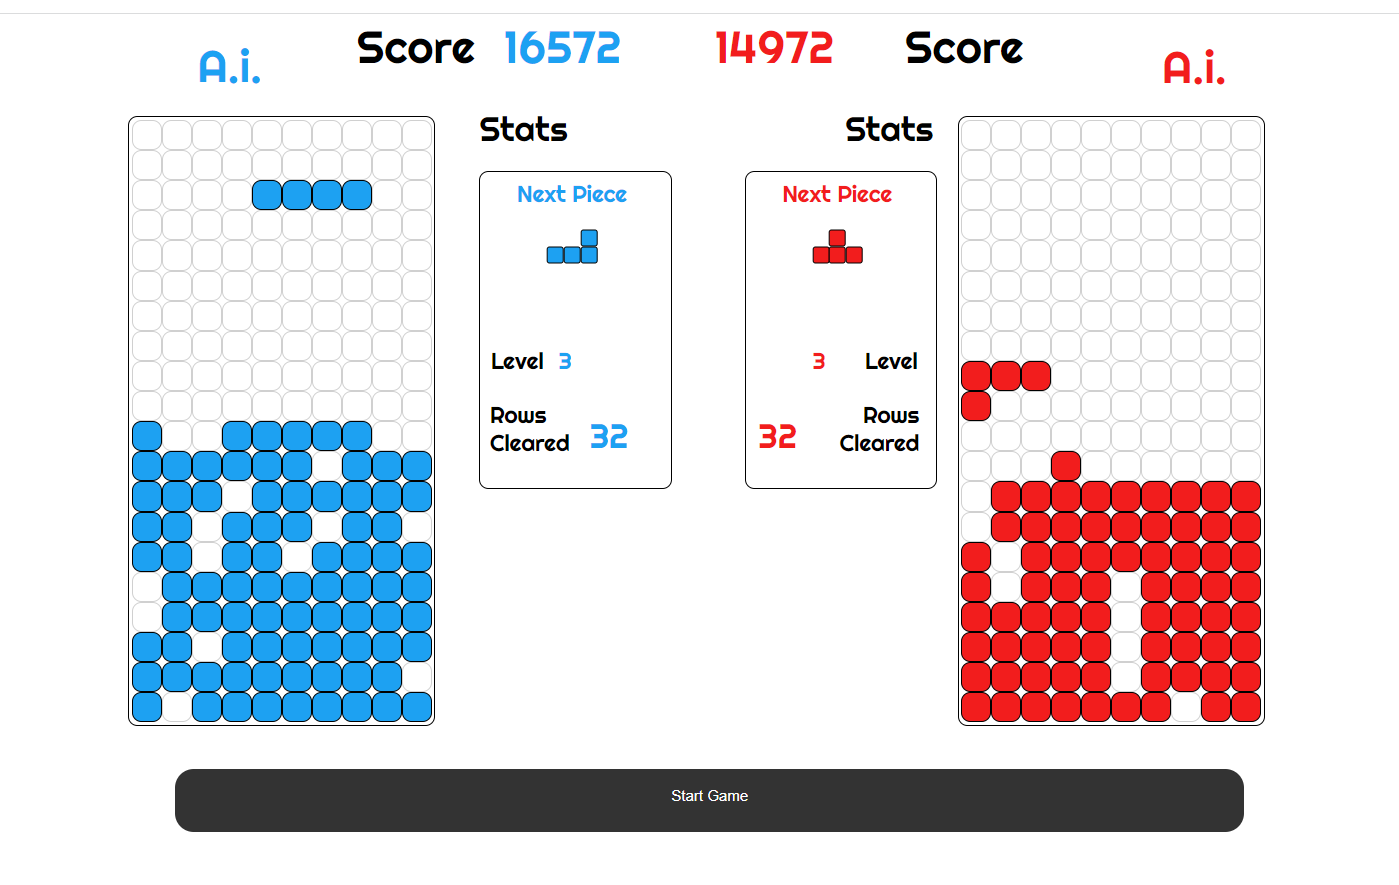 A.i.
Score 16572
14972 Score
A.i.
Stats
Next Piece
Level 3
Rows
Cleared 32
Stats
Next Piece
3 Level
Rows
32 Cleared
Start Game